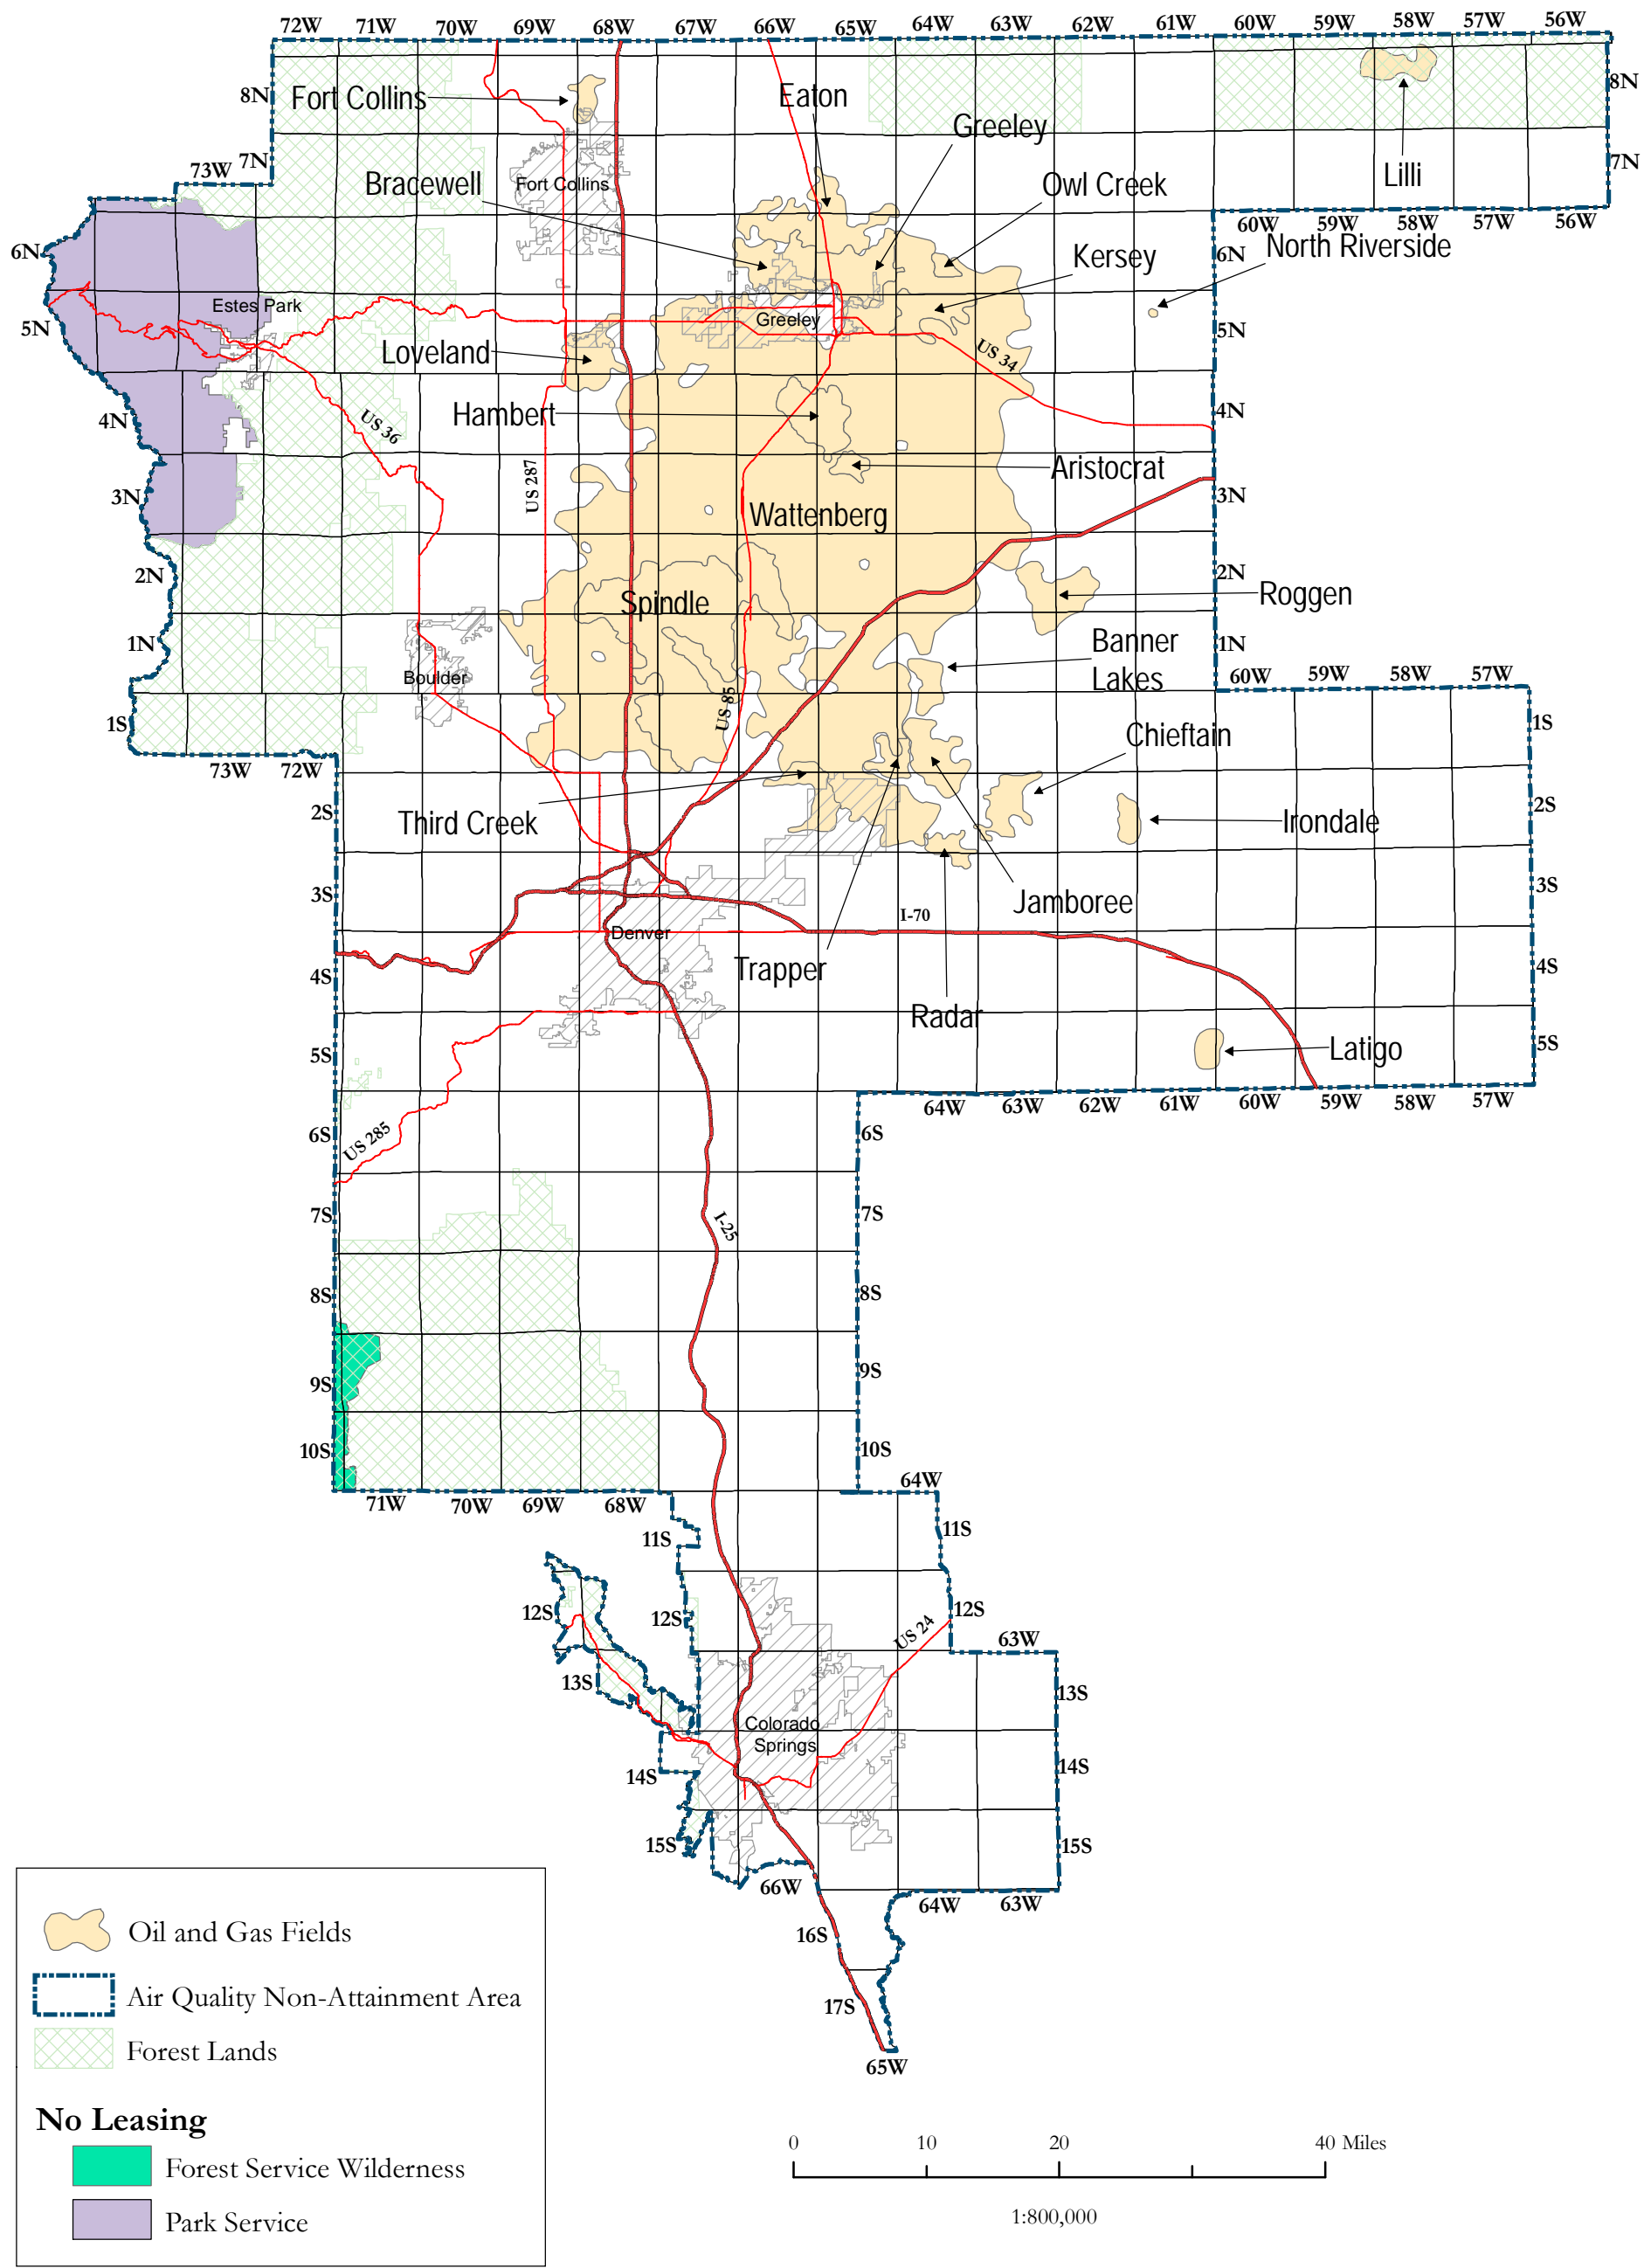 72W 71W 70W 69W 68W 67W 66W 65W 64W 63W 62W 61W 60W 59W 58W 57W 56W
8N Fort Collins Eaton 8N
Greeley
73W 7N Lilli 7N
Bracewell Fort Collins Owl Creek
60W 59W 58W 57W 56W
6N Kersey 6N North Riverside
Estes Park
5N Greeley 5N
Loveland US 34
4N US 36 Hambert 4N
US 287 Aristocrat
3N Wattenberg 3N
2N Spindle 2N Roggen
1N Banner 1N
Boulder Lakes 60W 59W 58W 57W
1S US 85 Chieftain 1S
73W 72W
2S Third Creek Irondale 2S
3S Jamboree 3S
I-70
Denver
4S Trapper 4S
Radar
5S Latigo 5S
64W 63W 62W 61W 60W 59W 58W 57W
6S US 285 6S
7S I-25 7S
8S 8S
9S 9S
10S 10S
71W 70W 69W 68W 64W
11S 11S
12S 12S US 24 12S
63W
13S 13S
Colorado
Springs
14S 14S
15S 15S
66W 64W 63W
16S
17S
65W
Oil and Gas Fields
Air Quality Non-Attainment Area
Forest Lands
No Leasing
Forest Service Wilderness
Park Service
0 10 20 40 Miles
1:800,000